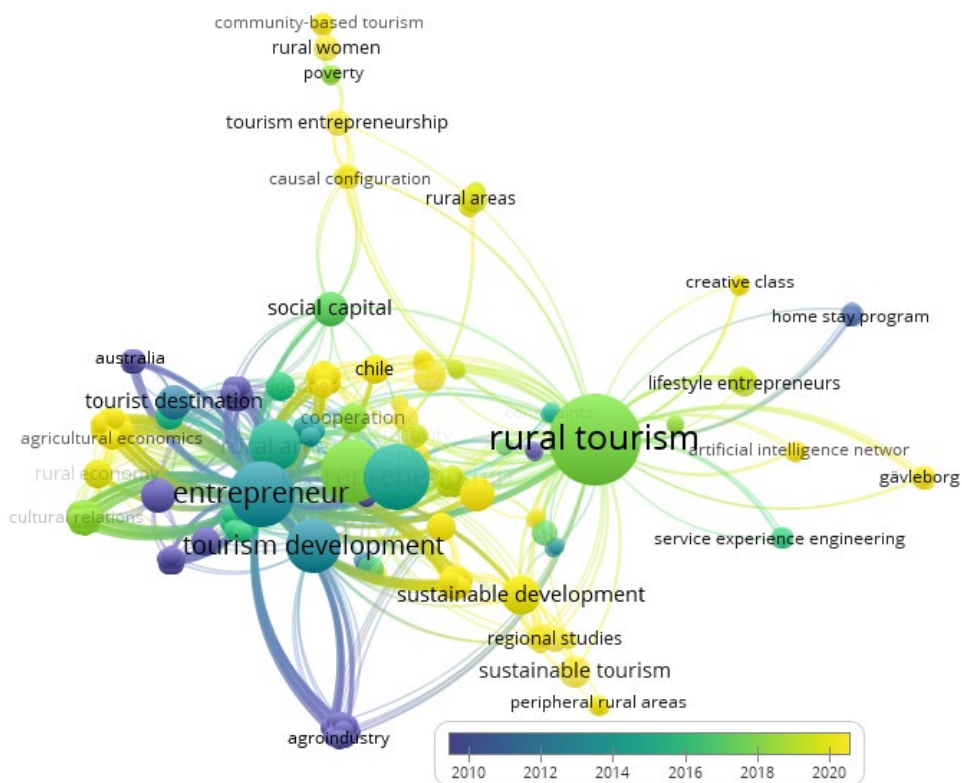 community-based tourism
rural women
poverty
tourism entrepreneurship
causal configuration
rural areas
creative class
social capital
home stay program
australia
chile
lifestyle entrepreneurs
tourist destination
cooperation
constraints
rural tourism
agricultural economics
artificial intelligence networ
rural economy
gävleborg
entrepreneur
cultural relations
tourism development
service experience engineering
sustainable development
regional studies
sustainable tourism
peripheral rural areas
agroindustry
2010 2012 2014 2016 2018 2020